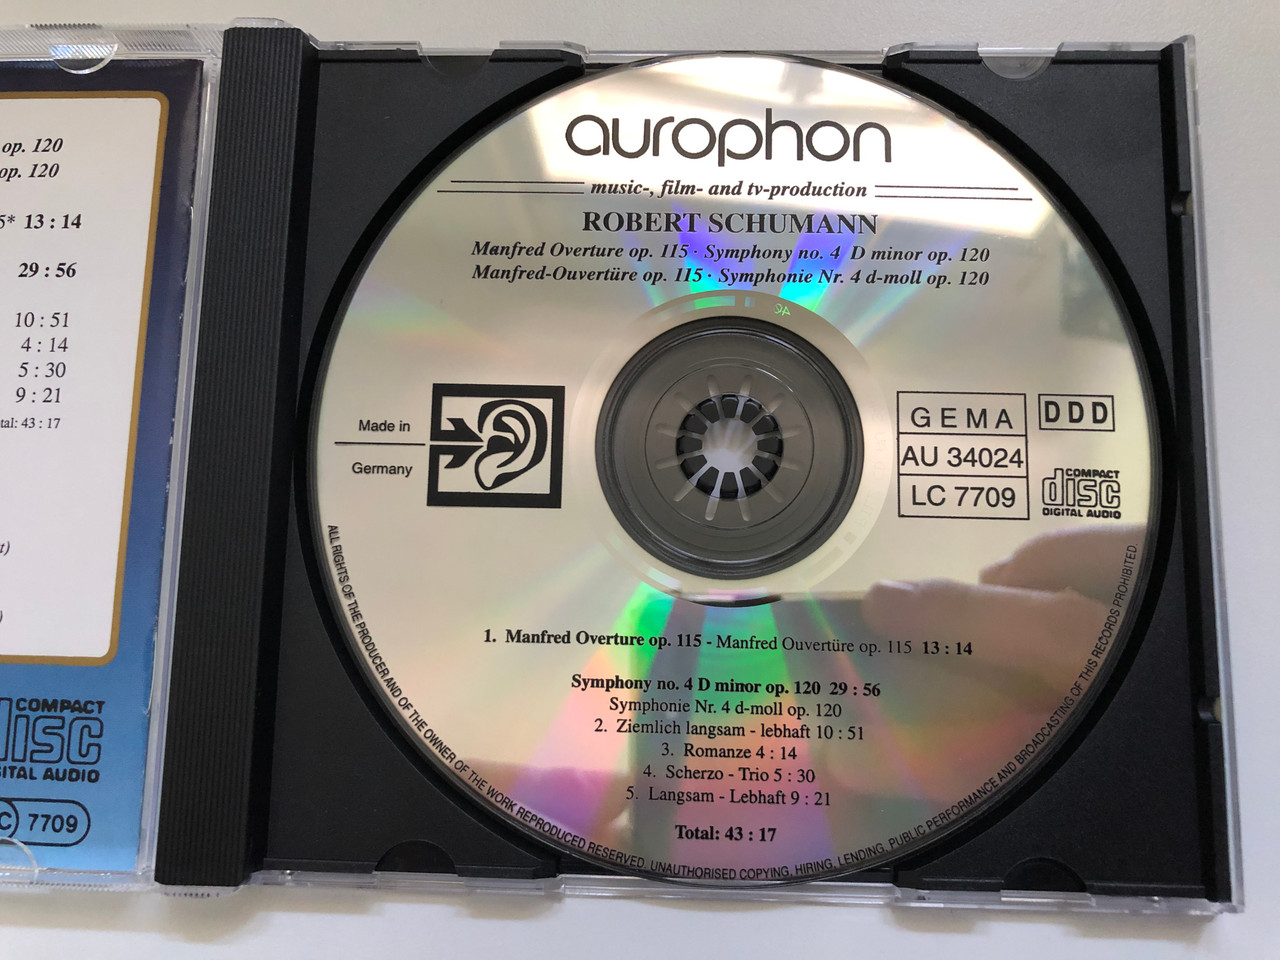 op. 120
op. 120
5* 13 : 14
29 : 56
10 : 51
4 : 14
5 : 30
9 : 21
43 : 17
COMPACT
disc
DIGITAL AUDIO
7709
aurophon
music-, film- and tv-production
ROBERT SCHUMANN
Manfred Overture op. 115 · Symphony no. 4 D minor op. 120
Manfred-Ouvertüre op. 115 · Symphonie Nr. 4 d-moll op. 120
Made in
Germany
GEMA
AU 34024
LC 7709
DDD
COMPACT
disc
DIGITAL AUDIO
1. Manfred Overture op. 115 - Manfred Ouvertüre op. 115 13 : 14
Symphony no. 4 D minor op. 120 29 : 56
Symphonie Nr. 4 d-moll op. 120
2. Ziemlich langsam - lebhaft 10 : 51
3. Romanze 4 : 14
4. Scherzo - Trio 5 : 30
5. Langsam - Lebhaft 9 : 21
Total: 43 : 17
ALL RIGHTS OF THE PRODUCER AND OF THE OWNER OF THE WORK REPRODUCED RESERVED. UNAUTHORISED COPYING, HIRING, LENDING, PUBLIC PERFORMANCE AND BROADCASTING OF THIS RECORDS PROHIBITED.